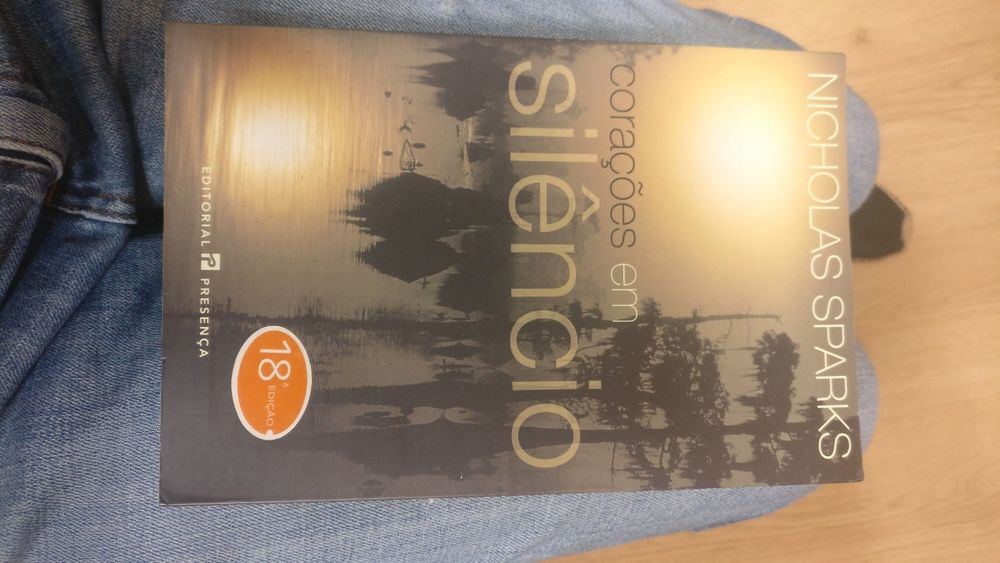 NICHOLAS SPARKS
corações em
silêncio
18ª
EDIÇÃO
EDITORIAL PRESENÇA